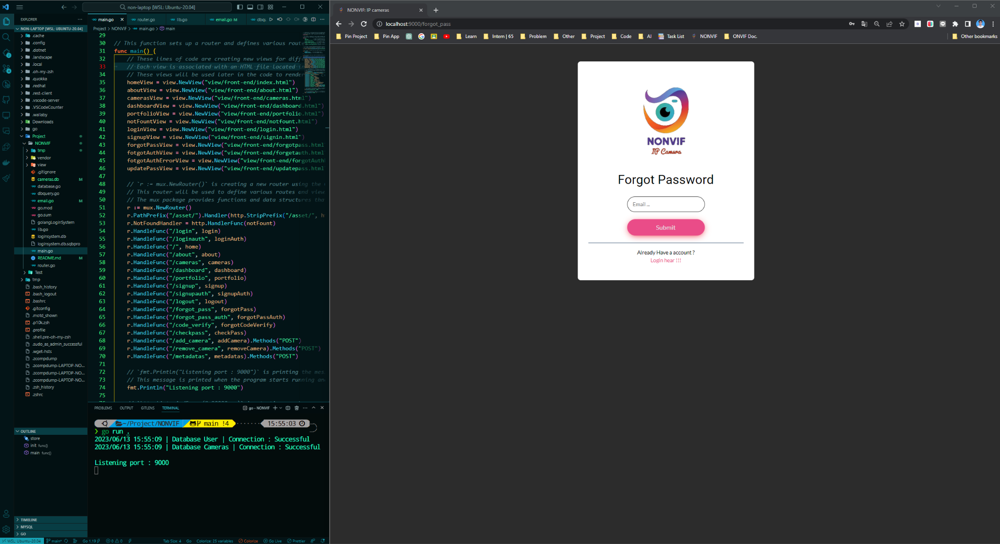 non-laptop [WSL: Ubuntu-20.04]
EXPLORER
NON-LAPTOP [WSL: UBUNTU-20.04]
.cache
.config
.dotnet
.landscape
.local
.oh-my-zsh
.quokka
.redhat
.rest-client
.vscode-server
.VSCodeCounter
.wallaby
Downloads
go
Project
NONVIF
tmp
vendor
view
.gitignore
cameras.db M
database.go
dbquery.go
email.go M
go.mod
go.sum
golangLoginSystem
lib.go
loginsystem.db
loginsystem.db.sqbpro
main.go
README.md M
router.go
Test
tmp
.bash_history
.bash_logout
.bashrc
.gitconfig
.motd_shown
.p10k.zsh
.profile
.shell.pre-oh-my-zsh
.sudo_as_admin_successful
.wget-hsts
.zcompdump
.zcompdump-LAPTOP-NO...
.zcompdump-LAPTOP-NO...
.zcompdump-LAPTOP-NO...
.zsh_history
.zshrc
OUTLINE
store
init func()
main func()
TIMELINE
MYSQL
GO
main.go router.go lib.go email.go M dbqu
Project > NONVIF > main.go > main
29
30 // This function sets up a router and defines various rout
31 func main() {
32 // These lines of code are creating new views for diff
33 // Each view is associated with an HTML file located i
34 // These views will be used later in the code to render
35 homeView = view.NewView("view/front-end/index.html")
36 aboutView = view.NewView("view/front-end/about.html")
37 camerasView = view.NewView("view/front-end/cameras.html")
38 dashboardView = view.NewView("view/front-end/dashboard.html")
39 portfolioView = view.NewView("view/front-end/portfolio.html")
40 notFountView = view.NewView("view/front-end/notfount.html")
41 loginView = view.NewView("view/front-end/login.html")
42 signupView = view.NewView("view/front-end/signin.html")
43 forgotPassView = view.NewView("view/front-end/forgotpass.html
44 fotgotAuthView = view.NewView("view/front-end/forgetauth.html
45 fotgotAuthErrorView = view.NewView("view/front-end/forgotAuth
46 updatePassView = view.NewView("view/front-end/updatepass.html
47
48 // `r := mux.NewRouter()` is creating a new router using the
49 // This router will be used to define various routes and view
50 // The mux package provides functions and data structures tha
51 r := mux.NewRouter()
52 r.PathPrefix("/asset/").Handler(http.StripPrefix("/asset/", h
53 r.NotFoundHandler = http.HandlerFunc(notFount)
54 r.HandleFunc("/login", login)
55 r.HandleFunc("/loginauth", loginAuth)
56 r.HandleFunc("/", home)
57 r.HandleFunc("/about", about)
58 r.HandleFunc("/cameras", cameras)
59 r.HandleFunc("/dashboard", dashboard)
60 r.HandleFunc("/portfolio", portfolio)
61 r.HandleFunc("/signup", signup)
62 r.HandleFunc("/signupauth", signupAuth)
63 r.HandleFunc("/logout", logout)
64 r.HandleFunc("/forgot_pass", forgotPass)
65 r.HandleFunc("/forgot_pass_auth", forgotPassAuth)
66 r.HandleFunc("/code_verify", forgotCodeVerify)
67 r.HandleFunc("/checkpass", checkPass)
68 r.HandleFunc("/add_camera", addCamera).Methods("POST")
69 r.HandleFunc("/remove_camera", removeCamera).Methods("POST")
70 r.HandleFunc("/metadatas", metadatas).Methods("POST")
71
72 // `fmt.Println("Listening port : 9000")` is printing the mes
73 // This message is printed when the program starts running an
74 fmt.Println("Listening port : 9000")
75
PROBLEMS OUTPUT GITLENS TERMINAL go - NONVIF
~/Project/NONVIF main !4 15:55:03
❯ go run .
2023/06/13 15:55:09 | Database User | Connection : Successful
2023/06/13 15:55:09 | Database Cameras | Connection : Successful
Listening port : 9000
WSL: Ubuntu-20.04 main* Go 1.19 0 0 Tab Size: 4 Go Colorize: 25 variables Colorize Go Live Prettier
NONVIF: IP cameras
localhost:9000/forgot_pass
Pin Project Pin App Learn Intern | 65 Problem Other Project Code AI Task List NONVIF ONVIF Doc. Other bookmarks
NONVIF
IP Camera
Forgot Password
Email ...
Submit
Already Have a account ?
Login hear !!!